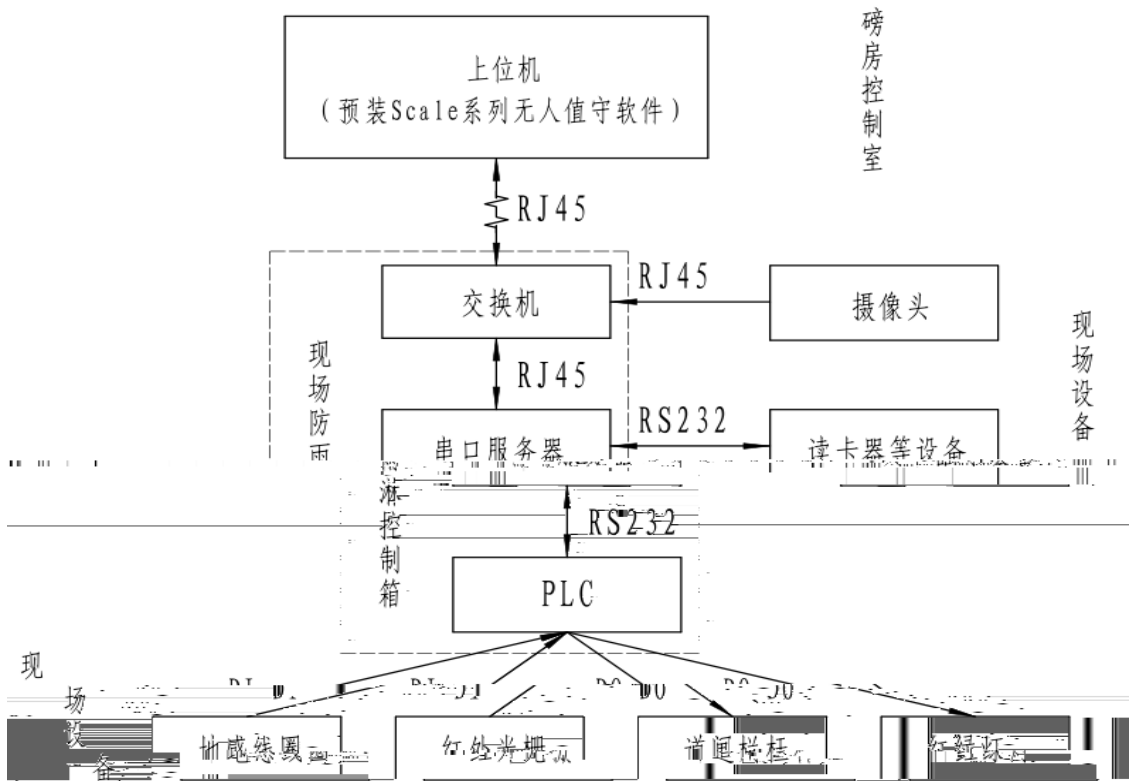 上位机
(预装Scale系列无人值守软件)
磅房控制室
RJ45
交换机
RJ45
摄像头
RJ45
现场防雨淋控制箱
现场设备
串口服务器
RS232
读卡器等设备
RS232
PLC
现场设备
地感线圈
红外光栅
道闸栏杆
红绿灯